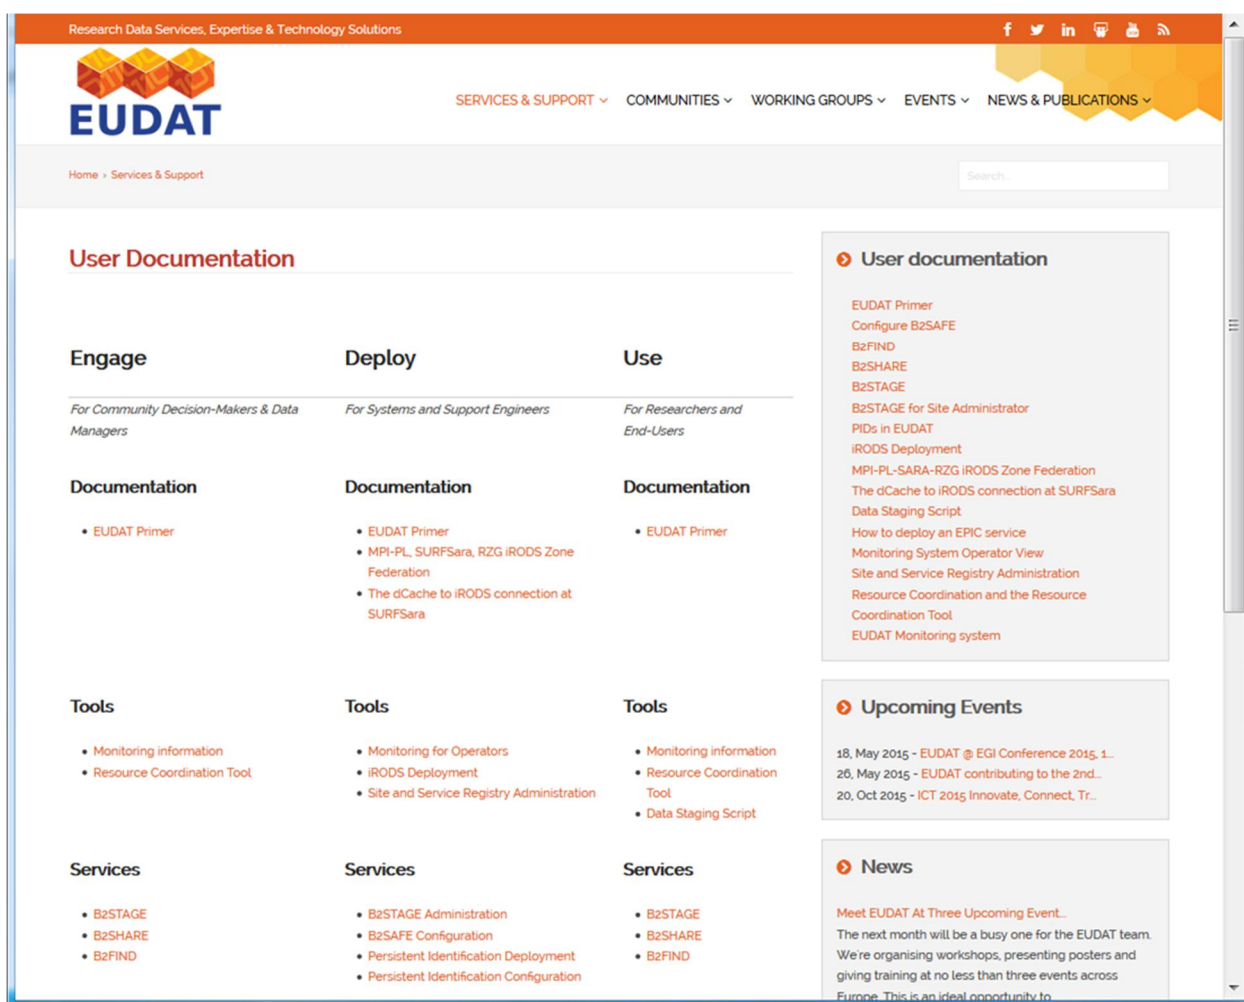 Research Data Services, Expertise & Technology Solutions
EUDAT
SERVICES & SUPPORT COMMUNITIES WORKING GROUPS EVENTS NEWS & PUBLICATIONS
Home › Services & Support
Search...
User Documentation
Engage
For Community Decision-Makers & Data
Managers
Documentation
• EUDAT Primer
Tools
• Monitoring information
• Resource Coordination Tool
Services
• B2STAGE
• B2SHARE
• B2FIND
Deploy
For Systems and Support Engineers
Documentation
• EUDAT Primer
• MPI-PL, SURFSara, RZG iRODS Zone
Federation
• The dCache to iRODS connection at
SURFSara
Tools
• Monitoring for Operators
• iRODS Deployment
• Site and Service Registry Administration
Services
• B2STAGE Administration
• B2SAFE Configuration
• Persistent Identification Deployment
• Persistent Identification Configuration
Use
For Researchers and
End-Users
Documentation
• EUDAT Primer
Tools
• Monitoring information
• Resource Coordination
Tool
• Data Staging Script
Services
• B2STAGE
• B2SHARE
• B2FIND
User documentation
EUDAT Primer
Configure B2SAFE
B2FIND
B2SHARE
B2STAGE
B2STAGE for Site Administrator
PIDs in EUDAT
iRODS Deployment
MPI-PL-SARA-RZG iRODS Zone Federation
The dCache to iRODS connection at SURFSara
Data Staging Script
How to deploy an EPIC service
Monitoring System Operator View
Site and Service Registry Administration
Resource Coordination and the Resource
Coordination Tool
EUDAT Monitoring system
Upcoming Events
18, May 2015 - EUDAT @ EGI Conference 2015, 1...
26, May 2015 - EUDAT contributing to the 2nd...
20, Oct 2015 - ICT 2015 Innovate, Connect, Tr...
News
Meet EUDAT At Three Upcoming Event...
The next month will be a busy one for the EUDAT team.
We're organising workshops, presenting posters and
giving training at no less than three events across
Europe. This is an ideal opportunity to